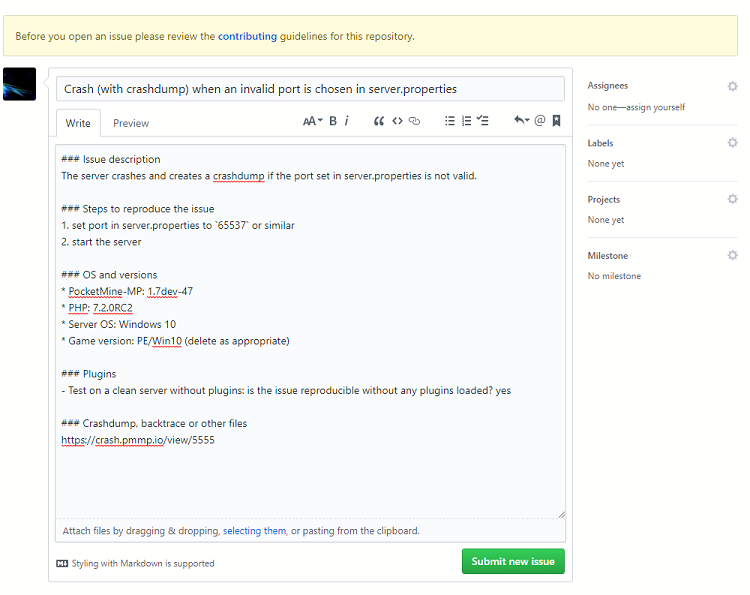 Before you open an issue please review the contributing guidelines for this repository.
Crash (with crashdump) when an invalid port is chosen in server.properties
Write Preview AA B i
### Issue description
The server crashes and creates a crashdump if the port set in server.properties is not valid.
### Steps to reproduce the issue
1. set port in server.properties to `65537` or similar
2. start the server
### OS and versions
* PocketMine-MP: 1.7dev-47
* PHP: 7.2.0RC2
* Server OS: Windows 10
* Game version: PE/Win10 (delete as appropriate)
### Plugins
- Test on a clean server without plugins: is the issue reproducible without any plugins loaded? yes
### Crashdump, backtrace or other files
https://crash.pmmp.io/view/5555
Attach files by dragging & dropping, selecting them, or pasting from the clipboard.
Styling with Markdown is supported
Submit new issue
Assignees
No one—assign yourself
Labels
None yet
Projects
None yet
Milestone
No milestone